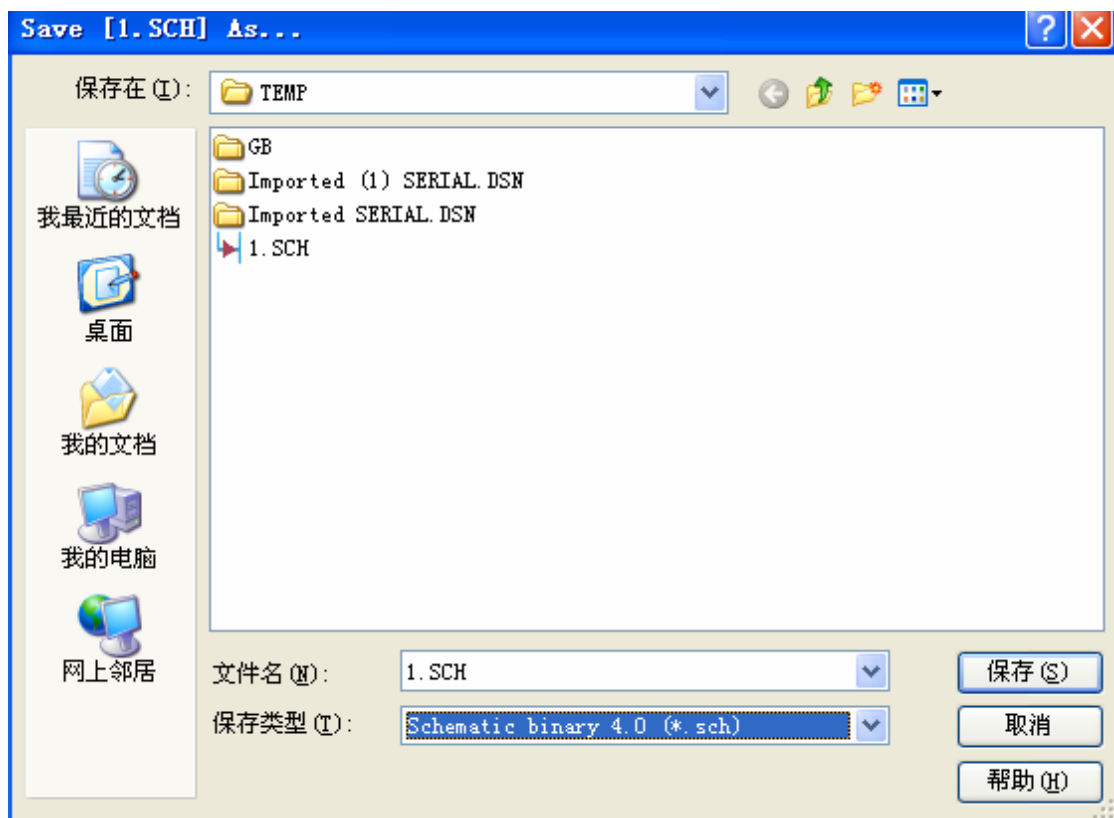 Save [1.SCH] As...
保存在(I):
TEMP
GB
Imported (1) SERIAL.DSN
Imported SERIAL.DSN
1.SCH
我最近的文档
桌面
我的文档
我的电脑
网上邻居
文件名(N):
1.SCH
保存(S)
保存类型(T):
Schematic binary 4.0 (*.sch)
取消
帮助(H)